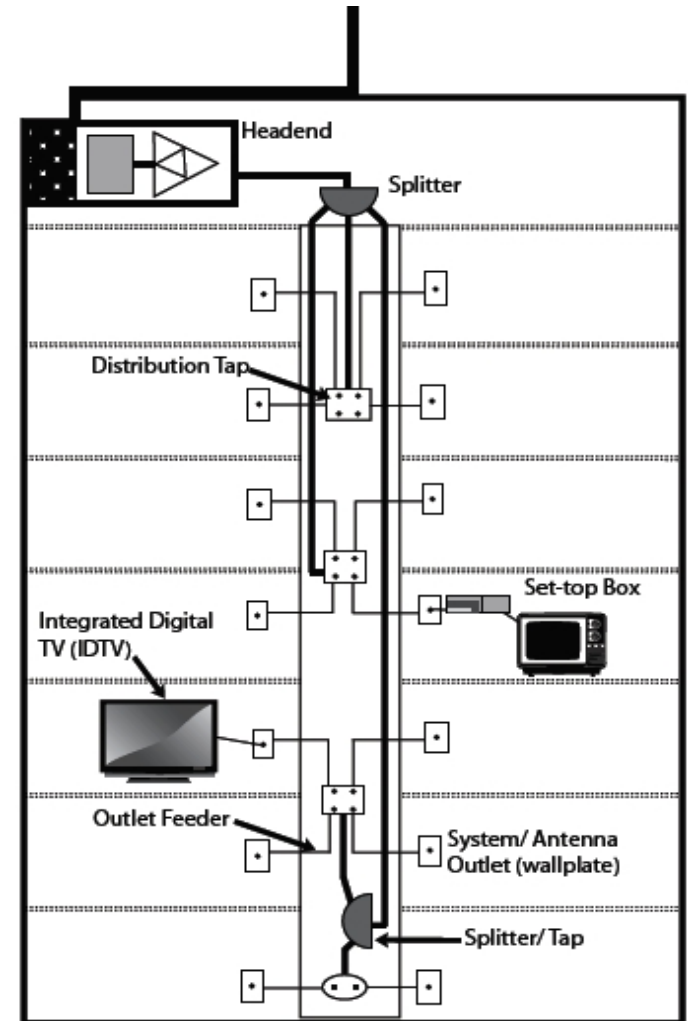 Headend
Splitter
Distribution Tap
Set-top Box
Integrated Digital
TV (IDTV)
Outlet Feeder
System/ Antenna
Outlet (wallplate)
Splitter/ Tap